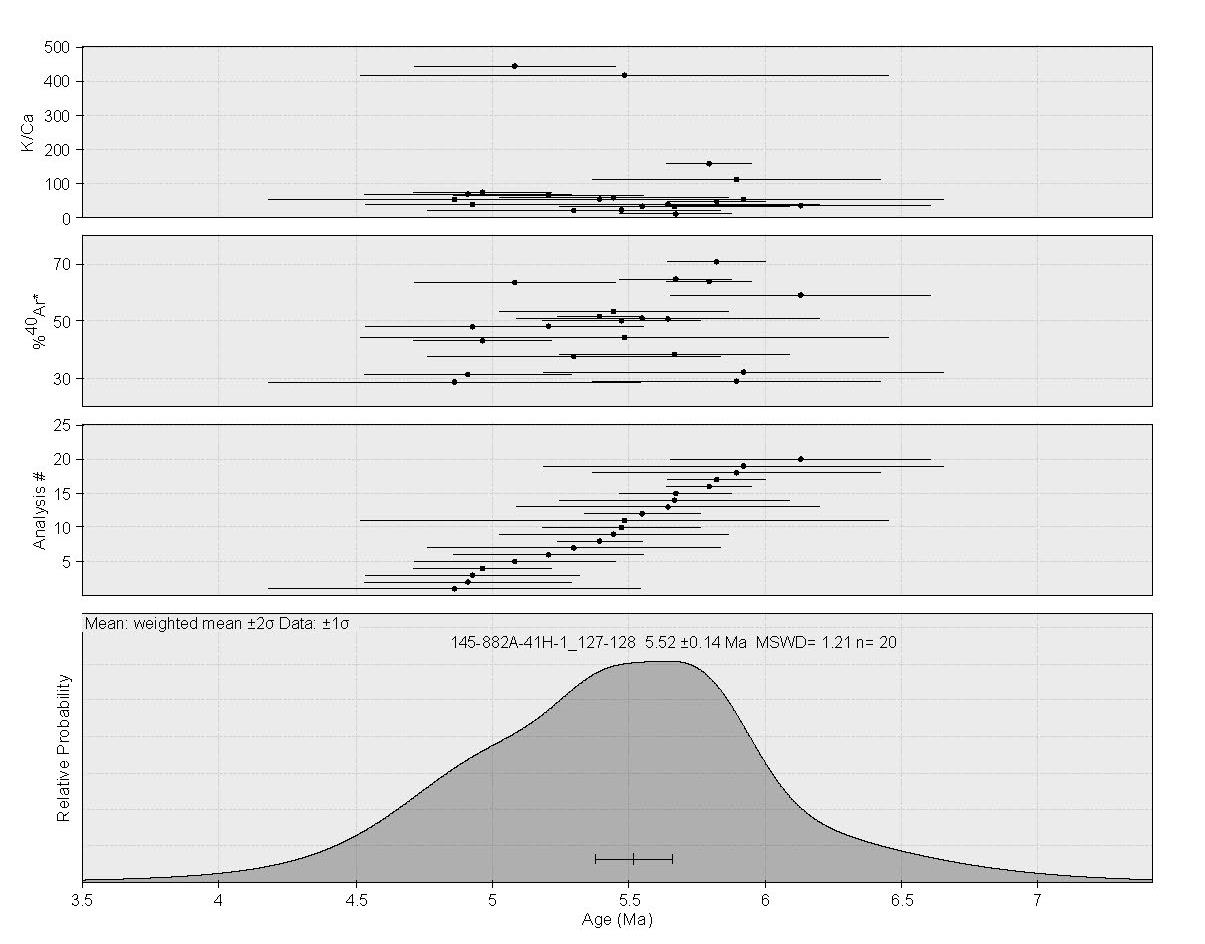 500
400
300
200
100
0
K/Ca
70
50
30
%40Ar*
25
20
15
10
5
Analysis #
Mean: weighted mean ±2σ Data: ±1σ
145-882A-41H-1_127-128 5.52 ±0.14 Ma MSWD= 1.21 n= 20
Relative Probability
3.5 4 4.5 5 5.5 6 6.5 7
Age (Ma)